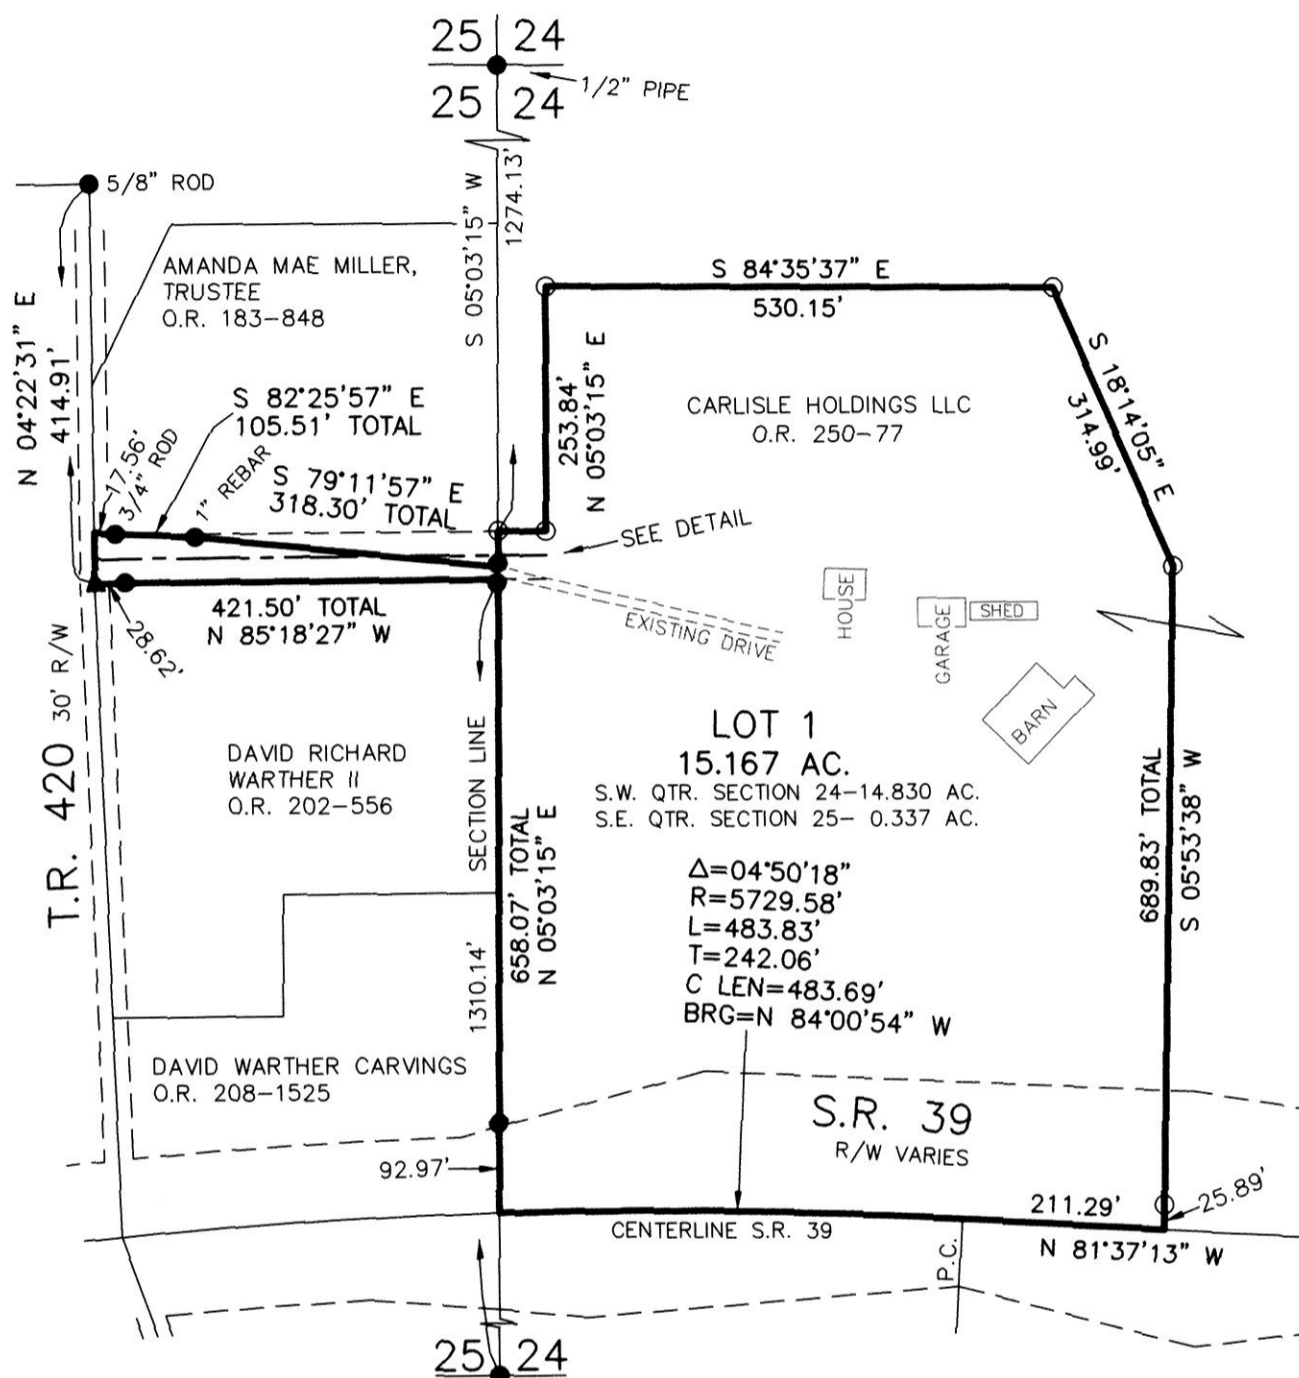 25 24
1/2" PIPE
25 24
5/8" ROD
S 05°03'15" W
1274.13'
AMANDA MAE MILLER,
TRUSTEE
O.R. 183-848
S 84°35'37" E
530.15'
N 04°22'31" E
414.91'
S 82°25'57" E
105.51' TOTAL
253.84'
N 05°03'15" E
CARLISLE HOLDINGS LLC
O.R. 250-77
S 18°14'05" E
314.99'
17.56'
3/4" ROD
1" REBAR
S 79°11'57" E
318.30' TOTAL
SEE DETAIL
421.50' TOTAL
N 85°18'27" W
28.62'
EXISTING DRIVE
HOUSE
GARAGE
SHED
BARN
T.R. 420 30' R/W
DAVID RICHARD
WARTHER II
O.R. 202-556
SECTION LINE
LOT 1
15.167 AC.
S.W. QTR. SECTION 24-14.830 AC.
S.E. QTR. SECTION 25- 0.337 AC.
689.83' TOTAL
S 05°53'38" W
658.07' TOTAL
N 05°03'15" E
1310.14'
Δ=04°50'18"
R=5729.58'
L=483.83'
T=242.06'
C LEN=483.69'
BRG=N 84°00'54" W
DAVID WARTHER CARVINGS
O.R. 208-1525
S.R. 39
R/W VARIES
92.97'
211.29'
25.89'
CENTERLINE S.R. 39
N 81°37'13" W
P.C.
25 24